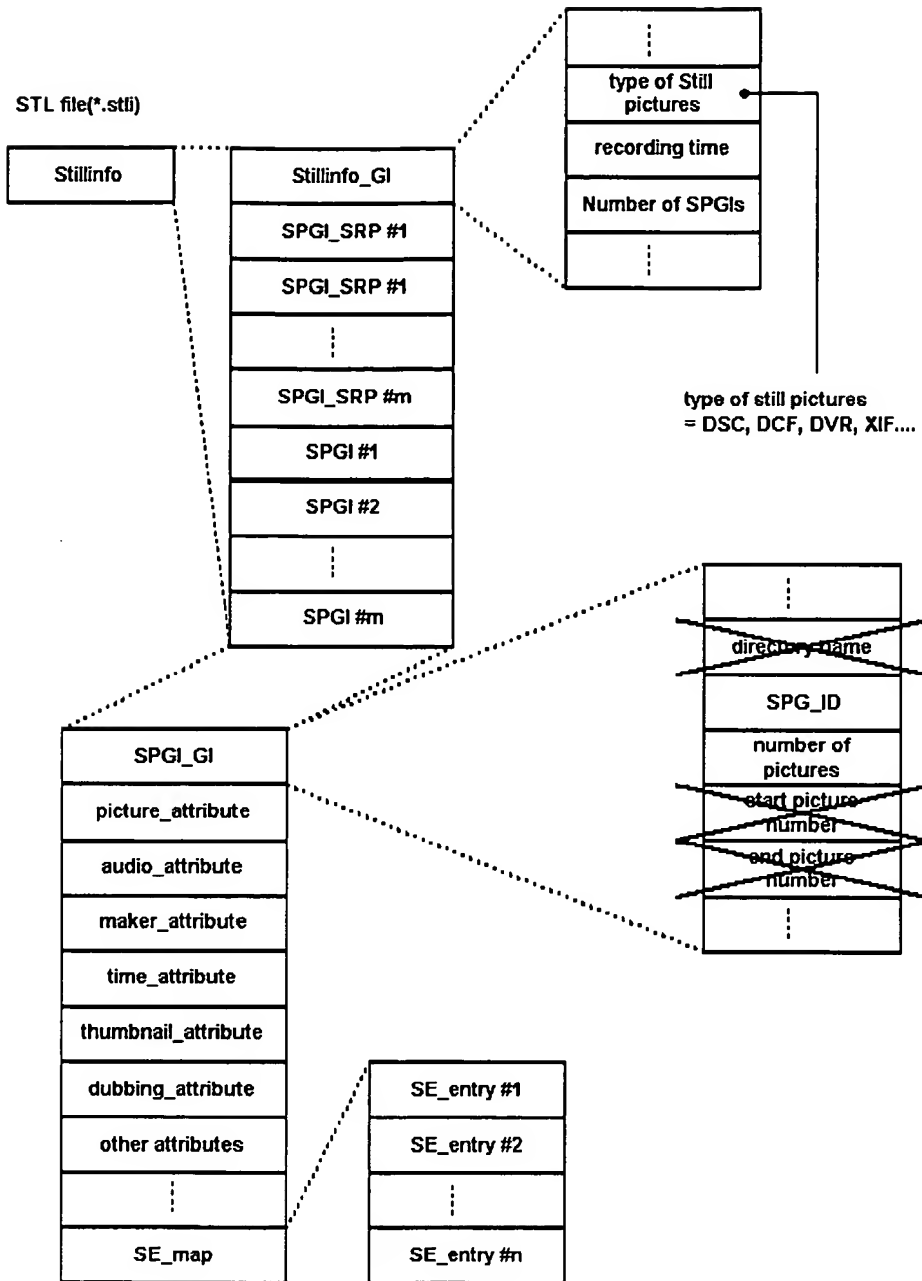 STL file(*.stli)
Stillinfo
Stillinfo_GI
SPGI_SRP #1
SPGI_SRP #1
SPGI_SRP #m
SPGI #1
SPGI #2
SPGI #m
type of Still
pictures
recording time
Number of SPGIs
type of still pictures
= DSC, DCF, DVR, XIF....
directory name
SPG_ID
number of
pictures
start picture
number
end picture
number
SPGI_GI
picture_attribute
audio_attribute
maker_attribute
time_attribute
thumbnail_attribute
dubbing_attribute
other attributes
SE_map
SE_entry #1
SE_entry #2
SE_entry #n